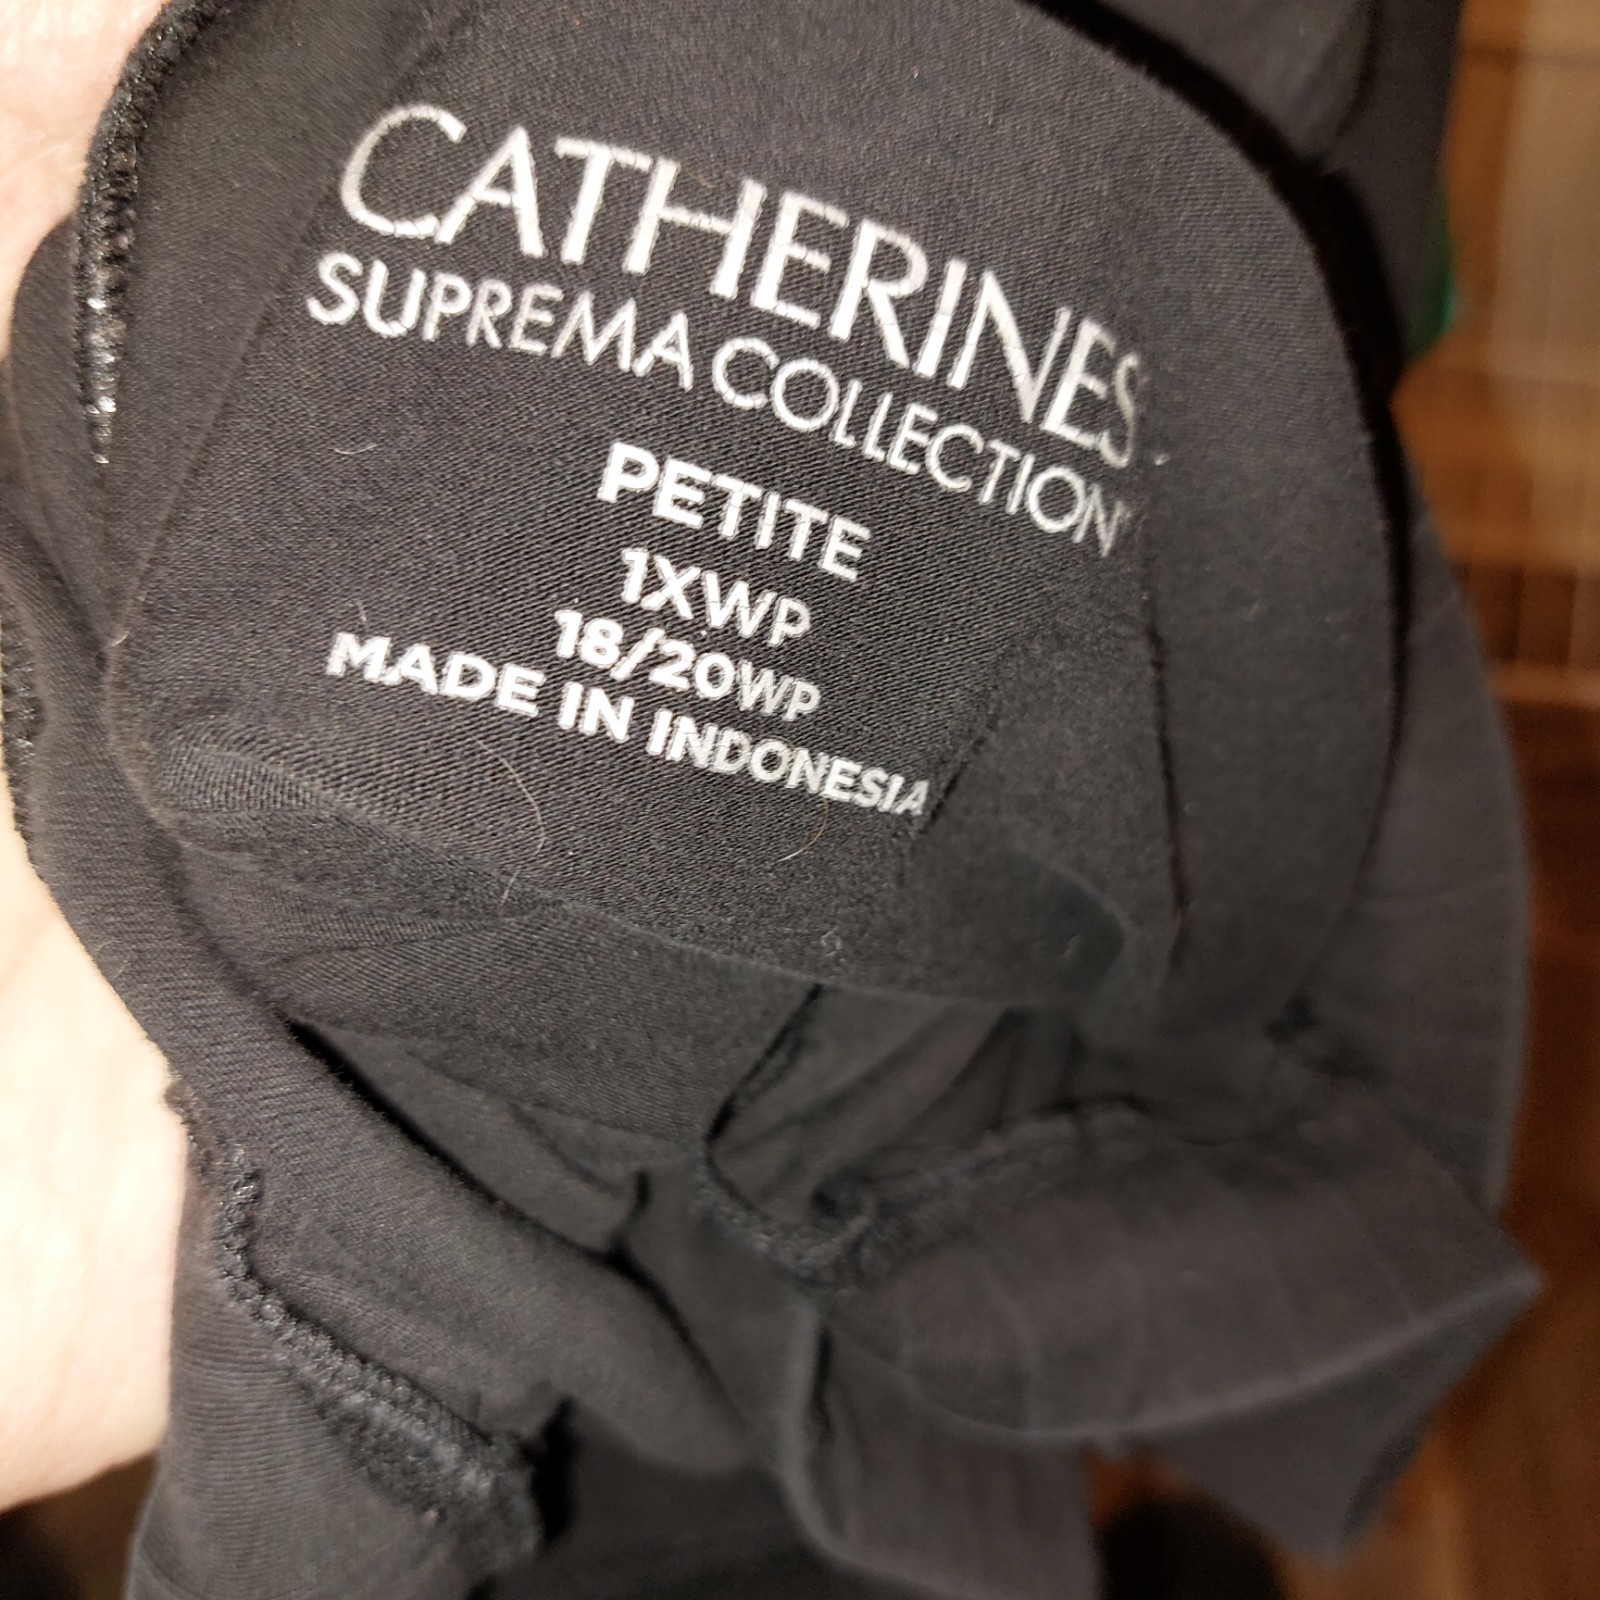 CATHERINES
SUPREMA COLLECTION
PETITE
1XWP
18/20WP
MADE IN INDONESIA